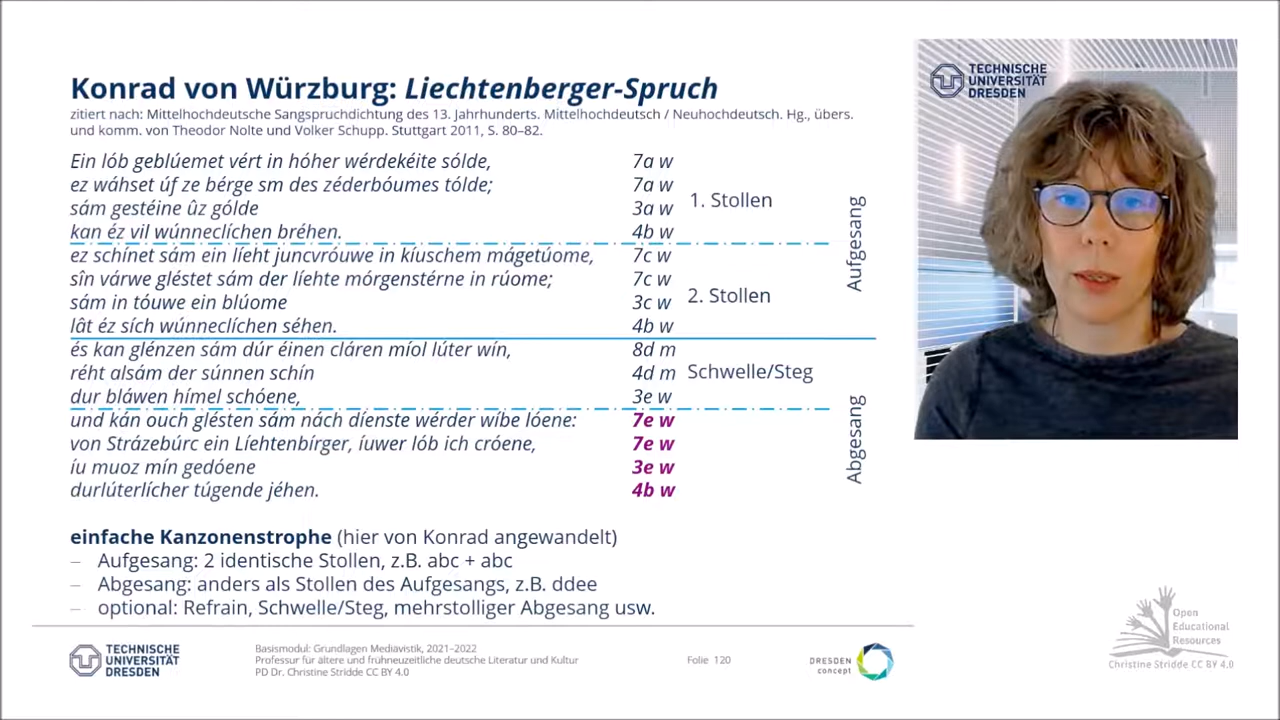 Konrad von Würzburg: Liechtenberger-Spruch
zitiert nach: Mittelhochdeutsche Sangspruchdichtung des 13. Jahrhunderts. Mittelhochdeutsch / Neuhochdeutsch. Hg., übers.
und komm. von Theodor Nolte und Volker Schupp. Stuttgart 2011, S. 80–82.
Ein lób geblúemet vért in hóher wérdekéite sólde, 7a w
ez wáhset úf ze bérge sm des zéderbóumes tólde; 7a w
sám gestéine ûz gólde 3a w
kan éz vil wúnneclíchen bréhen. 4b w
1. Stollen
ez schínet sám ein líeht juncvróuwe in kíuschem mágetúome, 7c w
sîn várwe gléstet sám der líehte mórgenstérne in rúome; 7c w
sám in tóuwe ein blúome 3c w
lât éz sích wúnneclíchen séhen. 4b w
2. Stollen
Aufgesang
és kan glénzen sám dúr éinen cláren míol lúter wín, 8d m
réht alsám der súnnen schín 4d m
dur bláwen hímel schóene, 3e w
Schwelle/Steg
und kán ouch glésten sám nách díenste wérder wíbe lóene: 7e w
von Strázebúrc ein Líehtenbírger, íuwer lób ich cróene, 7e w
íu muoz mín gedóene 3e w
durlúterlícher túgende jéhen. 4b w
Abgesang
einfache Kanzonenstrophe (hier von Konrad angewandelt)
– Aufgesang: 2 identische Stollen, z.B. abc + abc
– Abgesang: anders als Stollen des Aufgesangs, z.B. ddee
– optional: Refrain, Schwelle/Steg, mehrstolliger Abgesang usw.
TECHNISCHE
UNIVERSITÄT
DRESDEN
Basismodul: Grundlagen Mediävistik, 2021–2022
Professur für ältere und frühneuzeitliche deutsche Literatur und Kultur
PD Dr. Christine Stridde CC BY 4.0
Folie 120
DRESDEN
concept
TECHNISCHE
UNIVERSITÄT
DRESDEN
Open
Educational
Resources
Christine Stridde CC BY 4.0